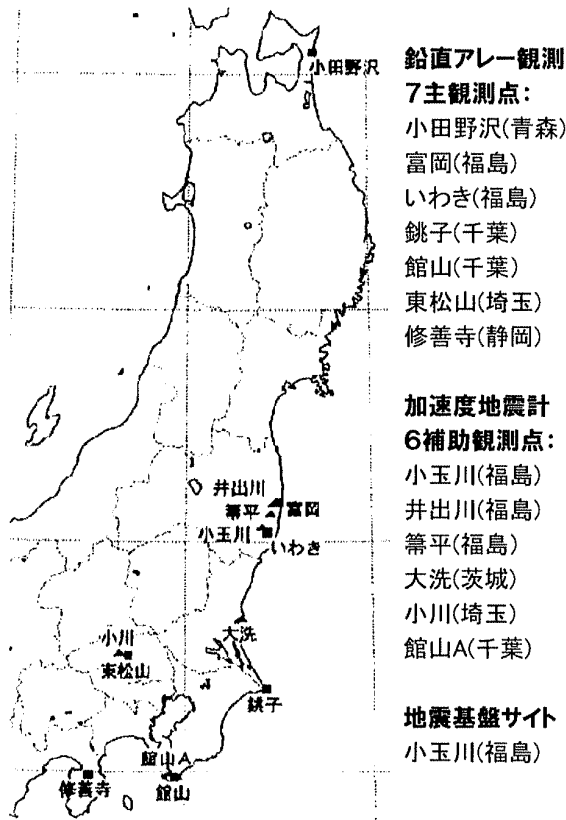 小田野沢
井出川
富岡
箒平
小玉川
いわき
大洗
小川
東松山
銚子
館山A
館山
修善寺
鉛直アレー観測
7主観測点：
小田野沢(青森)
富岡(福島)
いわき(福島)
銚子(千葉)
館山(千葉)
東松山(埼玉)
修善寺(静岡)
加速度地震計
6補助観測点：
小玉川(福島)
井出川(福島)
箒平(福島)
大洗(茨城)
小川(埼玉)
館山A(千葉)
地震基盤サイト
小玉川(福島)